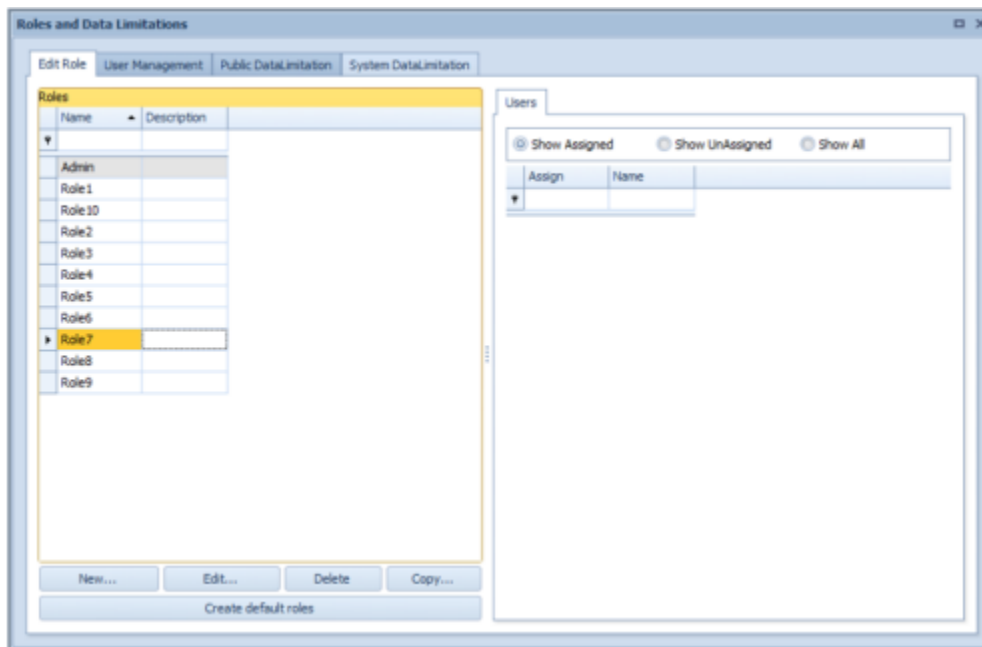 Roles and Data Limitations
Edit Role User Management Public DataLimitation System DataLimitation
Roles
Name Description
Admin
Role1
Role10
Role2
Role3
Role4
Role5
Role6
Role7
Role8
Role9
New... Edit... Delete Copy...
Create default roles
Users
Show Assigned Show UnAssigned Show All
Assign Name